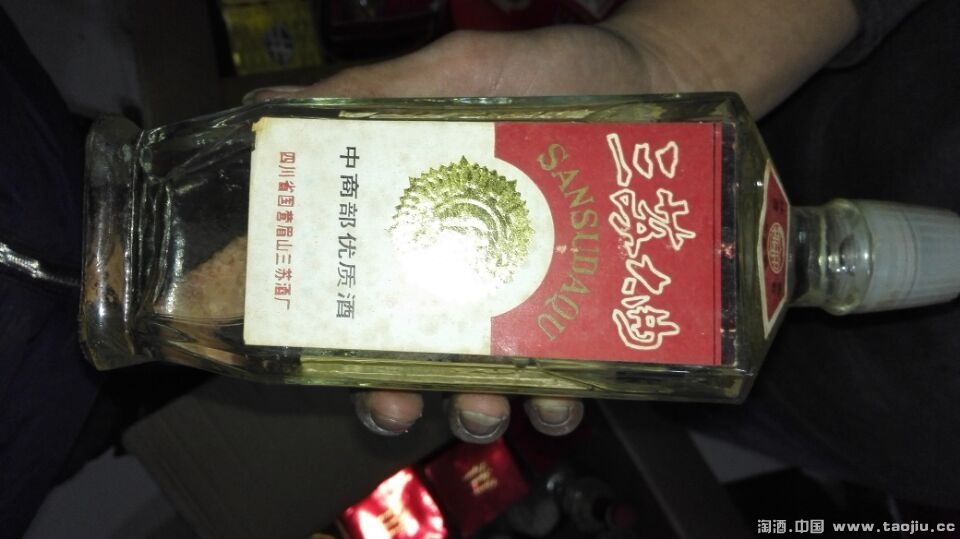 三苏大曲
SANSUDAQU
中商部优质酒
四川省国营眉山三苏酒厂
淘酒.中国 www.taojiu.cc